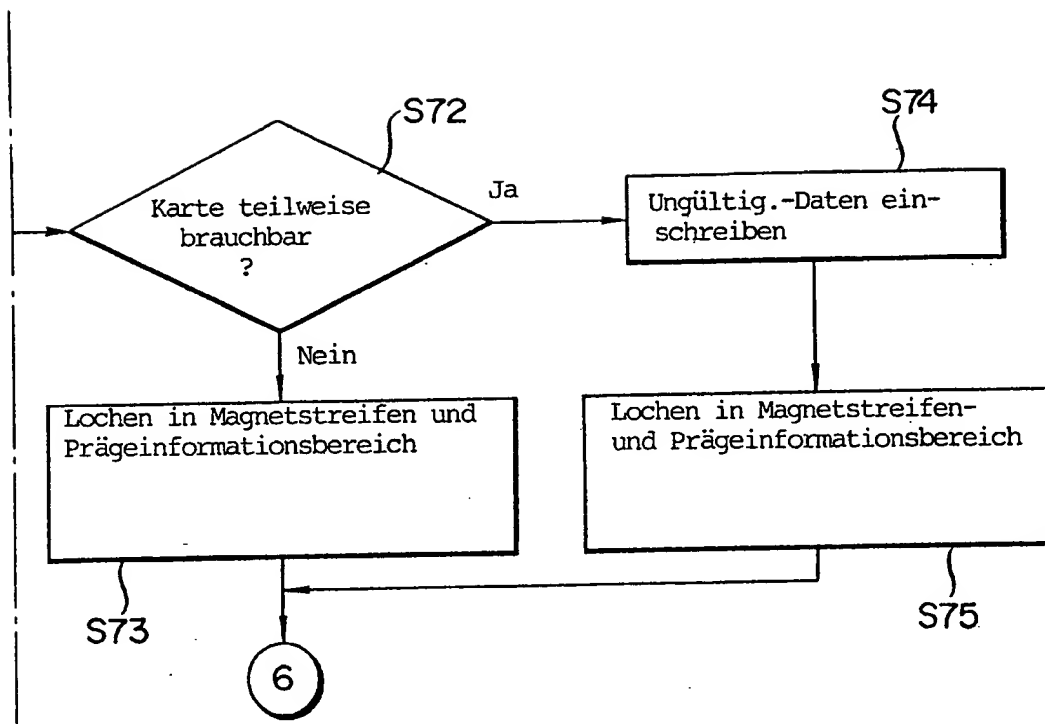 S72
Karte teilweise
brauchbar
?
Ja
S74
Ungültig.-Daten ein-
schreiben
Nein
Lochen in Magnetstreifen und
Prägeinformationsbereich
S73
Lochen in Magnetstreifen-
und Prägeinformationsbereich
S75
6